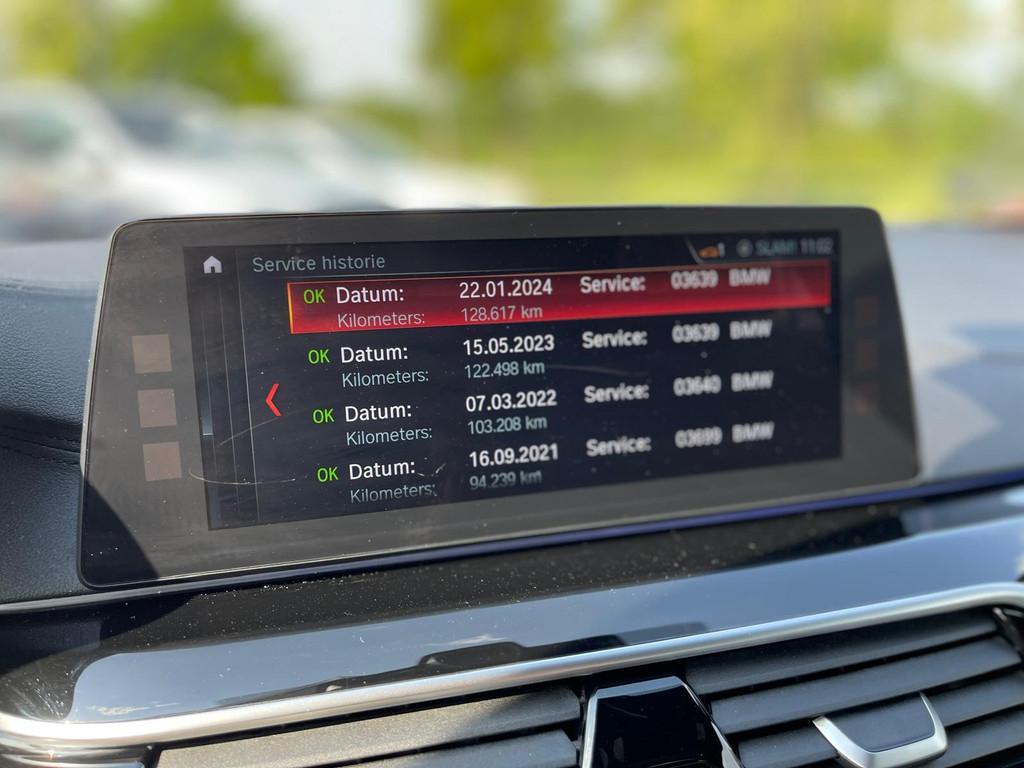 1 SLAM! 11:02
Service historie
OK Datum: 22.01.2024 Service: 03639 BMW
Kilometers: 128.617 km
OK Datum: 15.05.2023 Service: 03639 BMW
Kilometers: 122.498 km
OK Datum: 07.03.2022 Service: 03640 BMW
Kilometers: 103.208 km
OK Datum: 16.09.2021 Service: 03699 BMW
Kilometers: 94.239 km